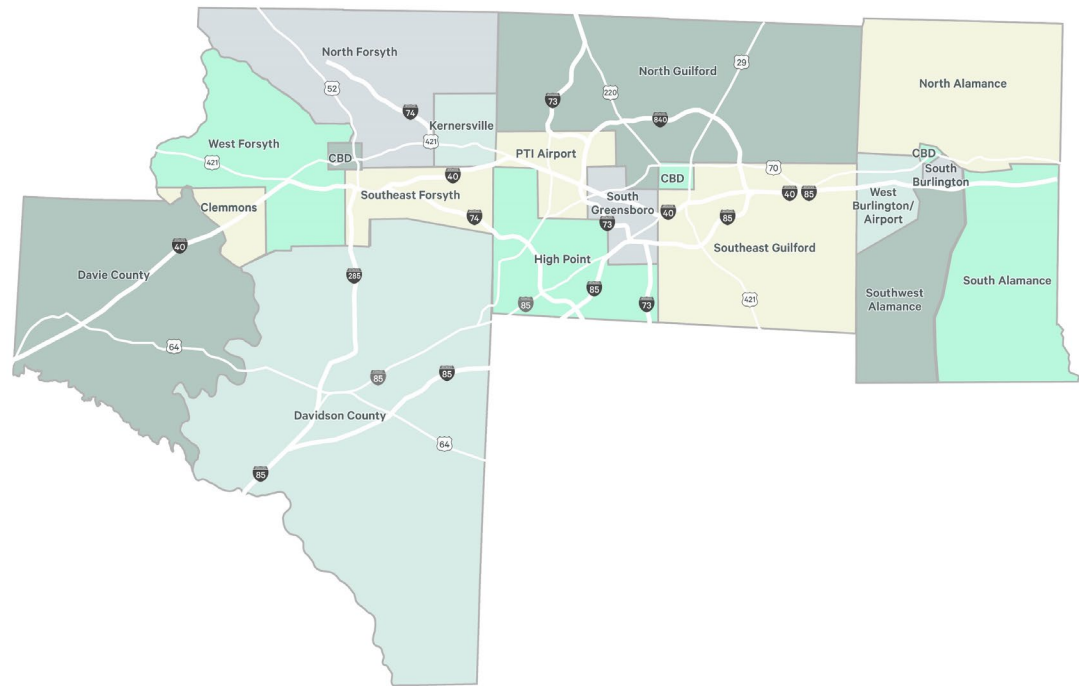 North Forsyth
52
74
421
Kernersville
West Forsyth
421
CBD
40
Southeast Forsyth
74
Clemmons
40
Davie County
64
285
85
85
Davidson County
64
85
North Guilford
29
220
73
840
PTI Airport
CBD
70
South
Greensboro
40
73
85
40
85
Southeast Guilford
High Point
85
85
73
421
North Alamance
CBD
South
Burlington
West
Burlington/
Airport
Southwest
Alamance
South Alamance